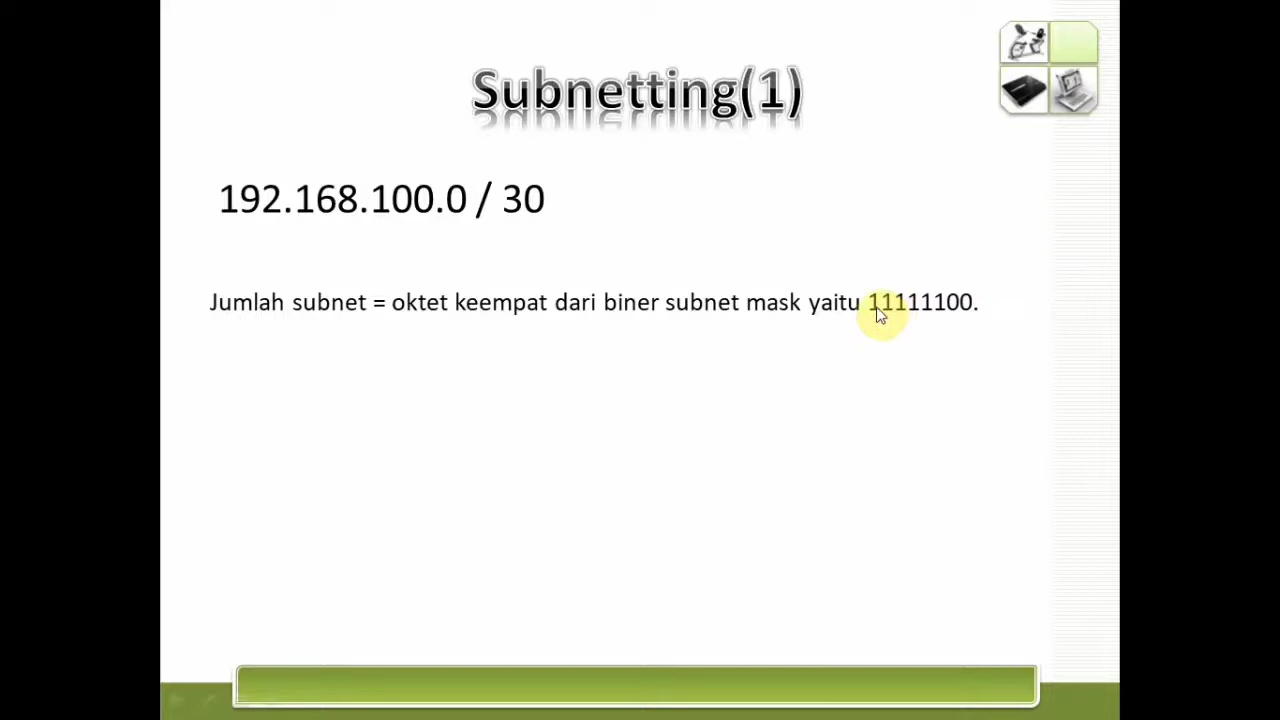 Subnetting(1)
192.168.100.0 / 30
Jumlah subnet = oktet keempat dari biner subnet mask yaitu 11111100.